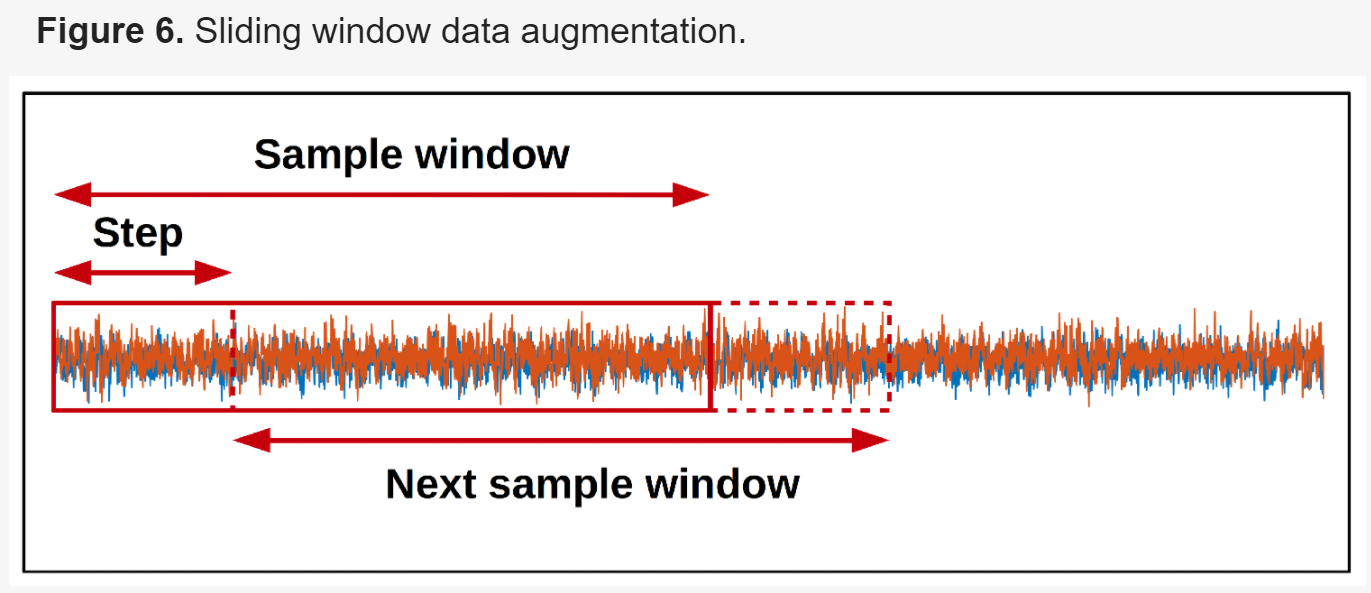 Figure 6. Sliding window data augmentation.
Sample window
Step
Next sample window